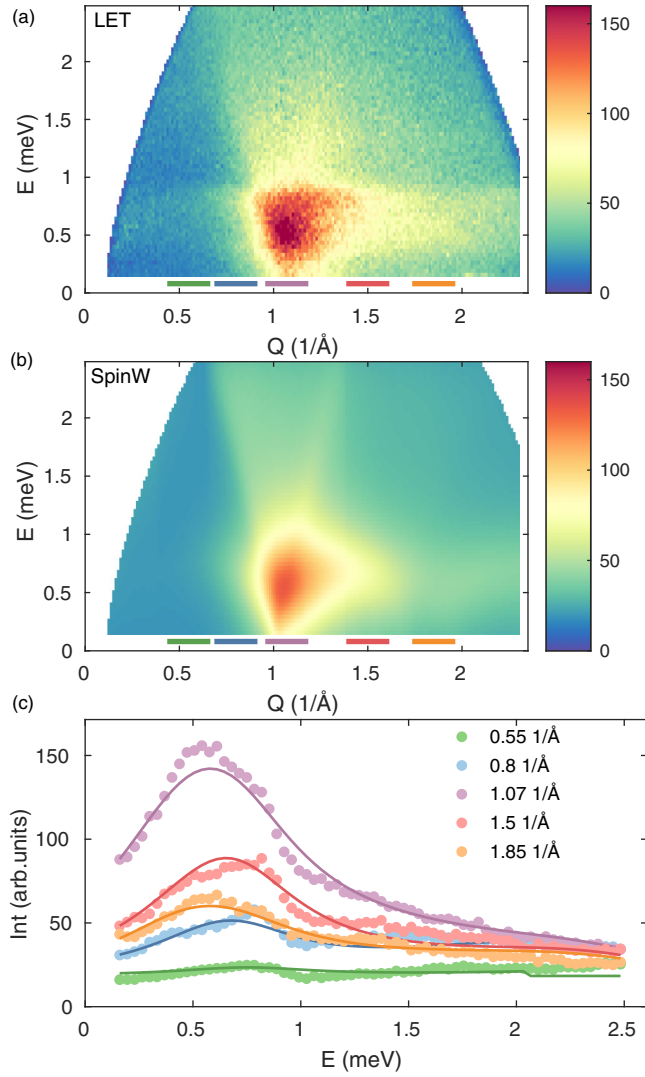 (a)
LET
E (meV)
2
1.5
1
0.5
0
0 0.5 1 1.5 2
Q (1/Å)
150
100
50
0
(b)
SpinW
E (meV)
2
1.5
1
0.5
0
0 0.5 1 1.5 2
Q (1/Å)
150
100
50
0
(c)
Int (arb.units)
150
100
50
0
0.55 1/Å
0.8 1/Å
1.07 1/Å
1.5 1/Å
1.85 1/Å
0 0.5 1 1.5 2 2.5
E (meV)